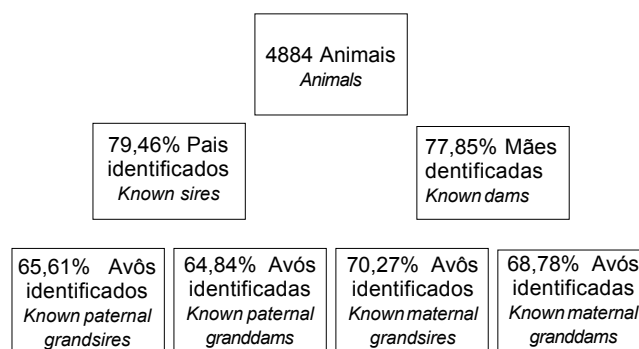 4884 Animais
Animals
79,46% Pais
identificados
Known sires
77,85% Mães
dentificadas
Known dams
65,61% Avôs
identificados
Known paternal
grandsires
64,84% Avós
identificadas
Known paternal
granddams
70,27% Avôs
identificados
Known maternal
grandsires
68,78% Avós
identificadas
Known maternal
granddams